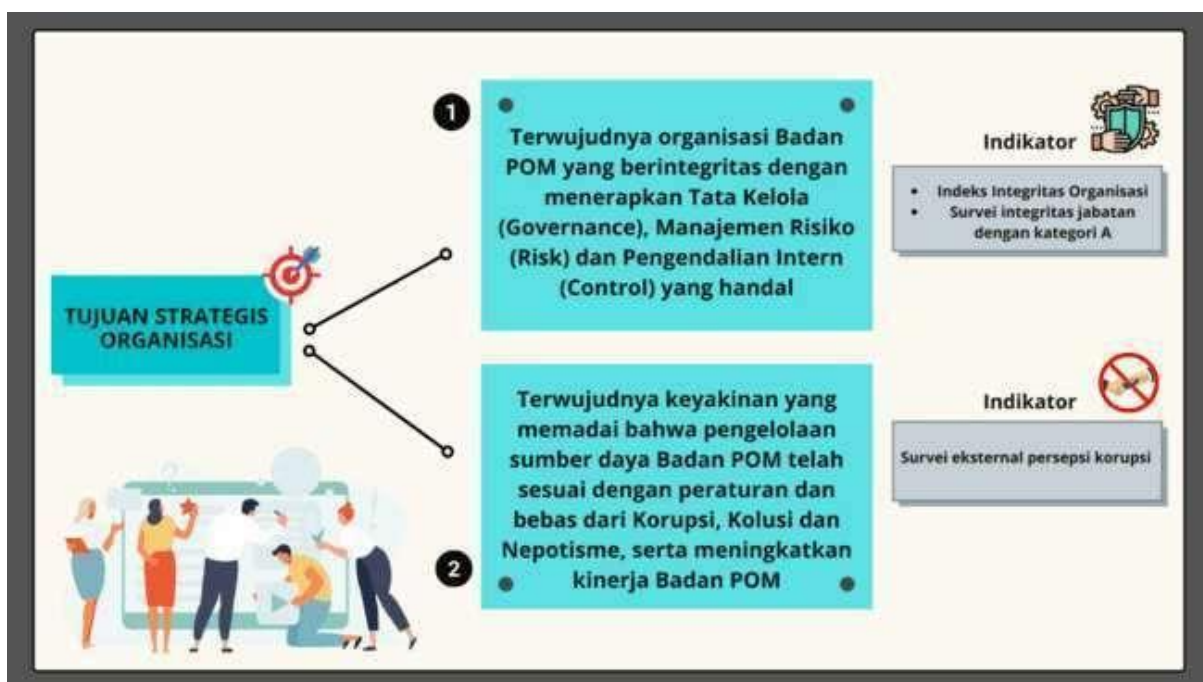 TUJUAN STRATEGIS
ORGANISASI
1
Terwujudnya organisasi Badan
POM yang berintegritas dengan
menerapkan Tata Kelola
(Governance), Manajemen Risiko
(Risk) dan Pengendalian Intern
(Control) yang handal
Indikator
• Indeks Integritas Organisasi
• Survei integritas jabatan
dengan kategori A
2
Terwujudnya keyakinan yang
memadai bahwa pengelolaan
sumber daya Badan POM telah
sesuai dengan peraturan dan
bebas dari Korupsi, Kolusi dan
Nepotisme, serta meningkatkan
kinerja Badan POM
Indikator
Survei eksternal persepsi korupsi